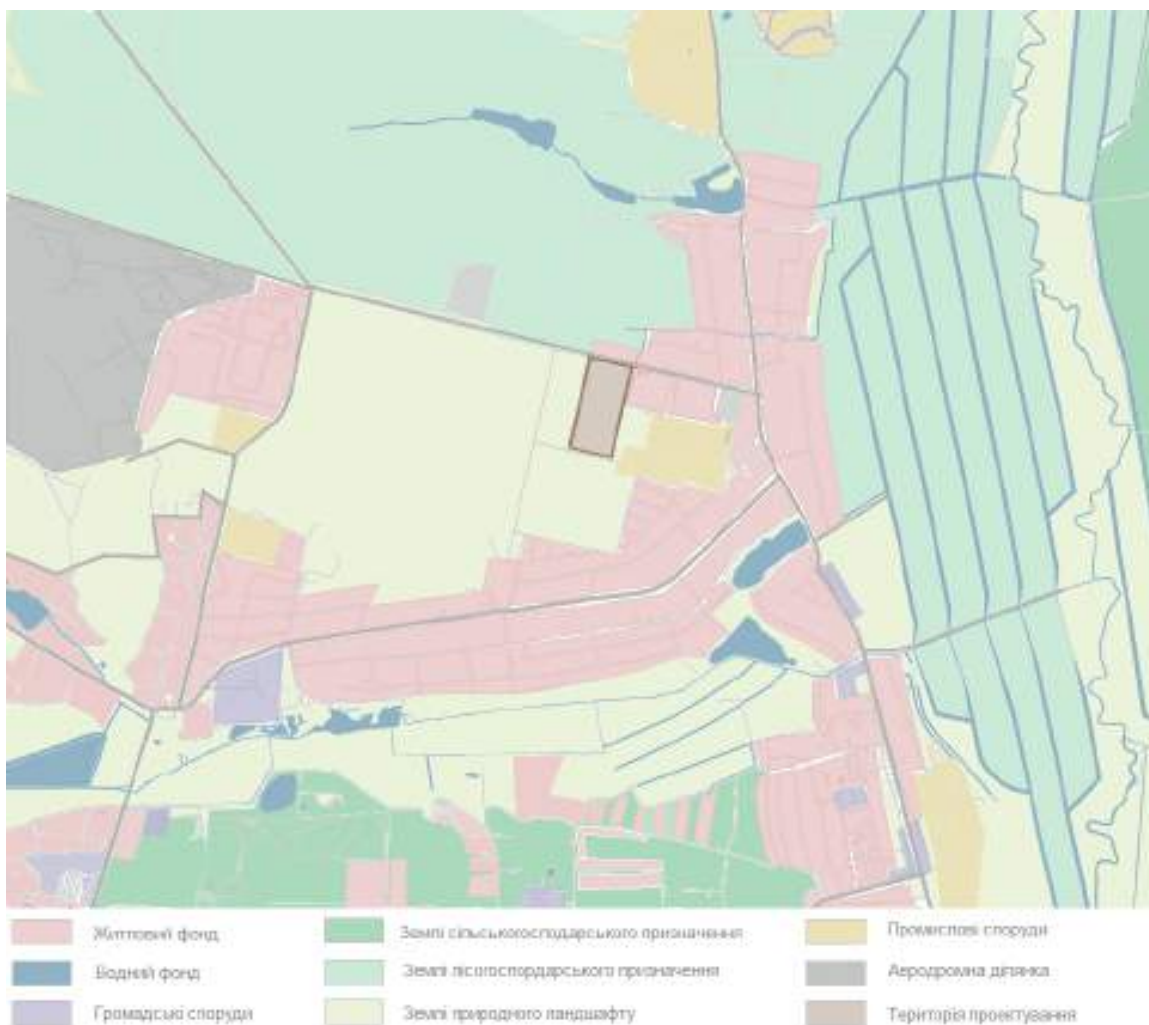 Житловий фонд
Водний фонд
Громадські споруди
Землі сільськогосподарського призначення
Землі лісогоспордарського призначення
Землі природного ландшафту
Промислові споруди
Аеродромна ділянка
Територія проектування